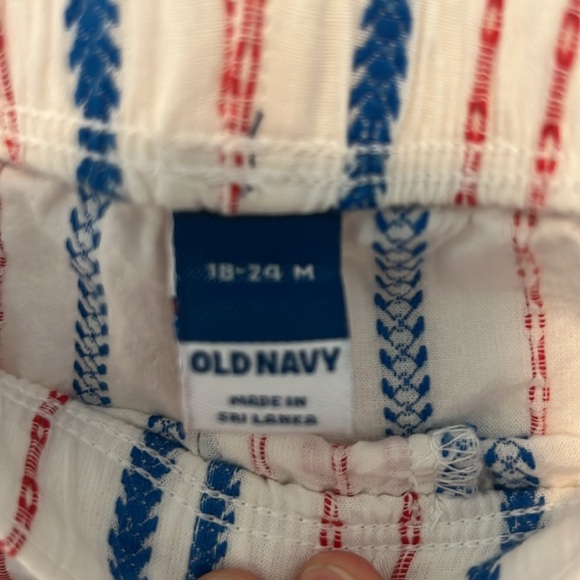 18-24 M
OLD NAVY
MADE IN
SRI LANKA